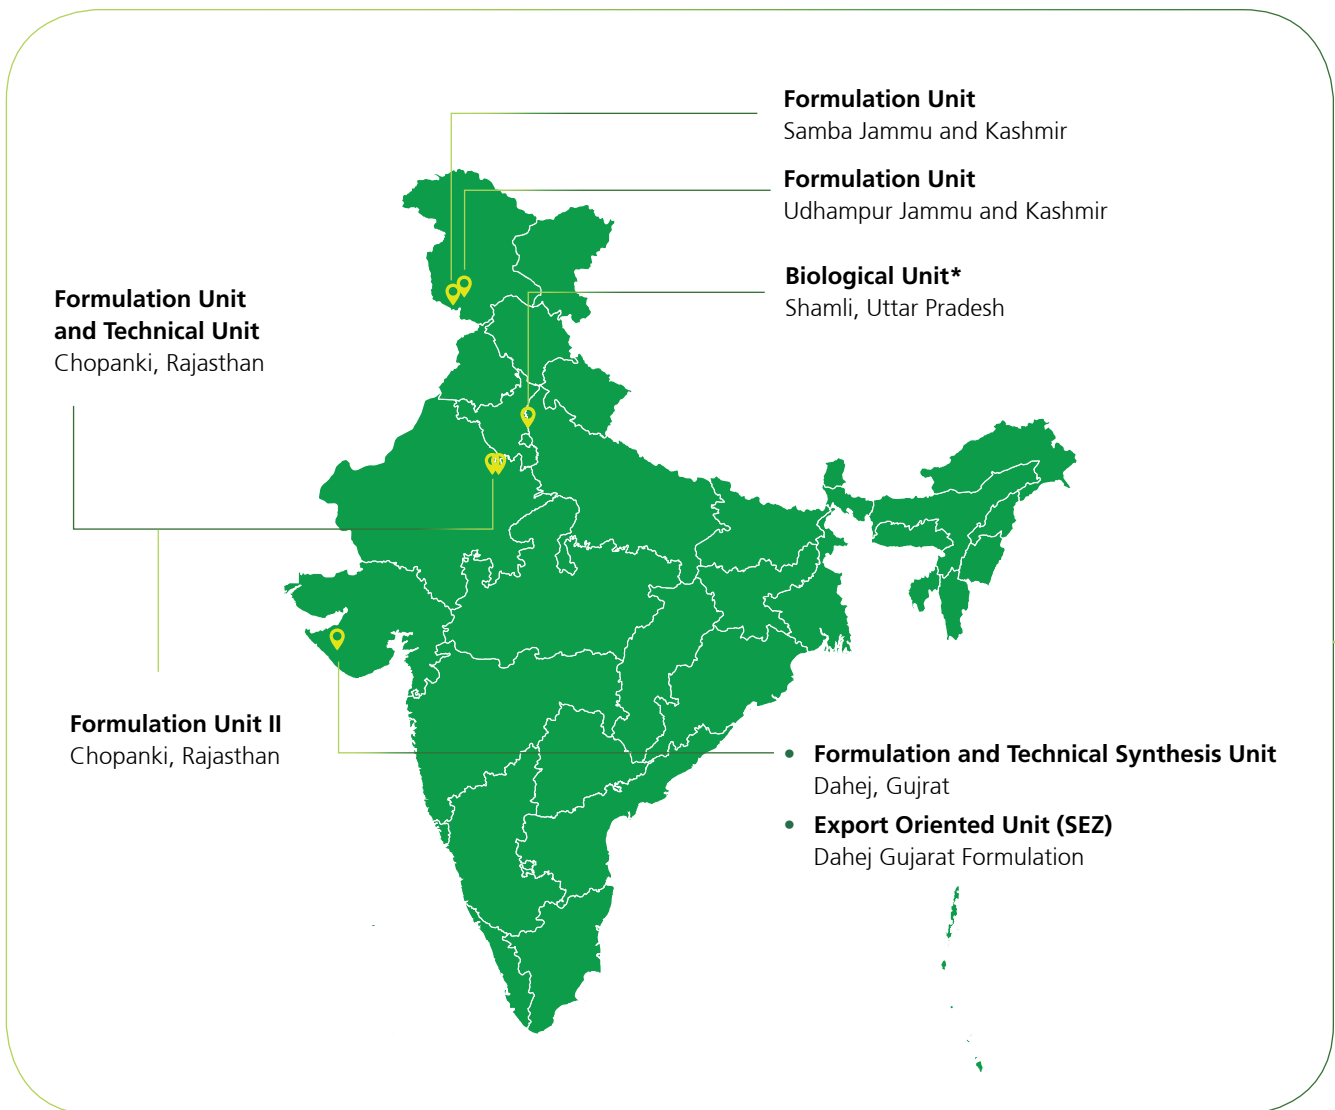 Formulation Unit
Samba Jammu and Kashmir
Formulation Unit
Udhampur Jammu and Kashmir
Biological Unit*
Shamli, Uttar Pradesh
Formulation Unit
and Technical Unit
Chopanki, Rajasthan
Formulation Unit II
Chopanki, Rajasthan
• Formulation and Technical Synthesis Unit
Dahej, Gujrat
• Export Oriented Unit (SEZ)
Dahej Gujarat Formulation